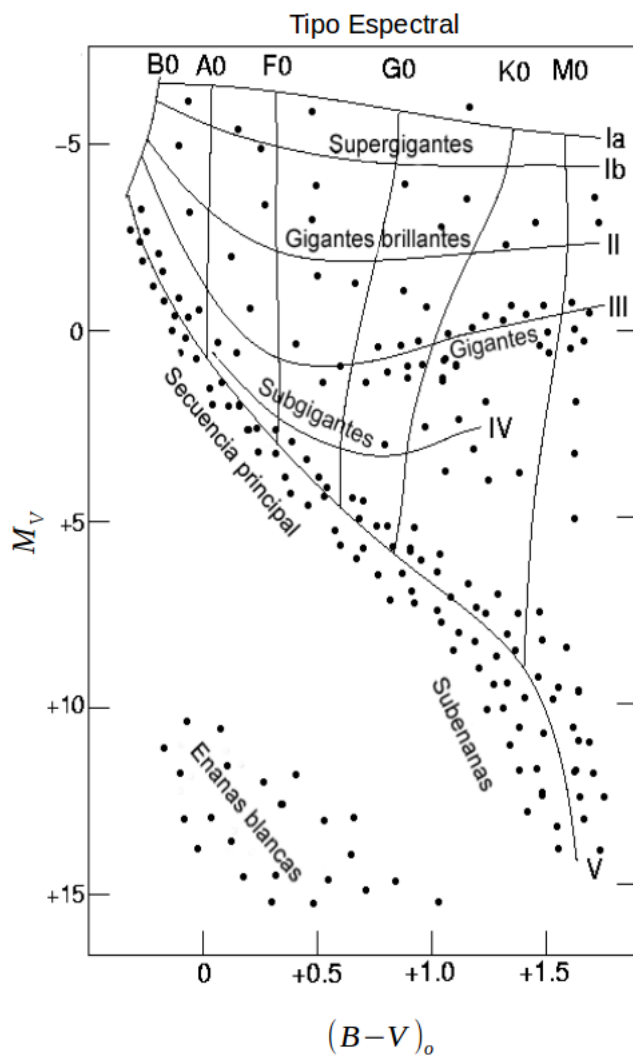 Tipo Espectral
B0 A0 F0 G0 K0 M0
Ia
-5
Supergigantes
Ib
Gigantes brillantes
II
0
III
Gigantes
Subgigantes
IV
Secuencia principal
+5
M_V
+10
Subenanas
Enanas blancas
+15
V
0 +0.5 +1.0 +1.5
(B-V)_o